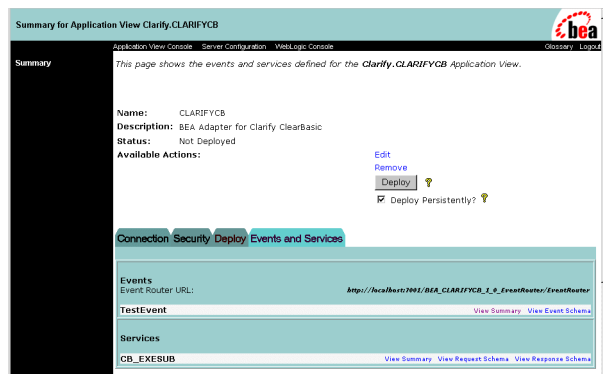 Summary for Application View Clarify.CLARIFYCB
bea
Application View Console Server Configuration WebLogic Console Glossary Logout
Summary
This page shows the events and services defined for the Clarify.CLARIFYCB Application View.
Name: CLARIFYCB
Description: BEA Adapter for Clarify ClearBasic
Status: Not Deployed
Available Actions: Edit
Remove
Deploy ?
Deploy Persistently? ?
Connection Security Deploy Events and Services
Events
Event Router URL: http://localhost:7001/BEA_CLARIFYCB_1_0_EventRouter/EventRouter
TestEvent View Summary View Event Schema
Services
CB_EXESUB View Summary View Request Schema View Response Schema